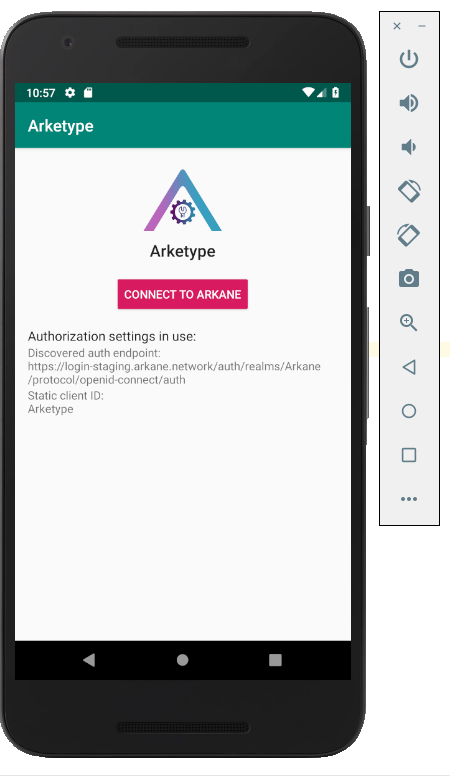 10:57
Arketype
Arketype
CONNECT TO ARKANE
Authorization settings in use:
Discovered auth endpoint:
https://login-staging.arkane.network/auth/realms/Arkane
/protocol/openid-connect/auth
Static client ID:
Arketype